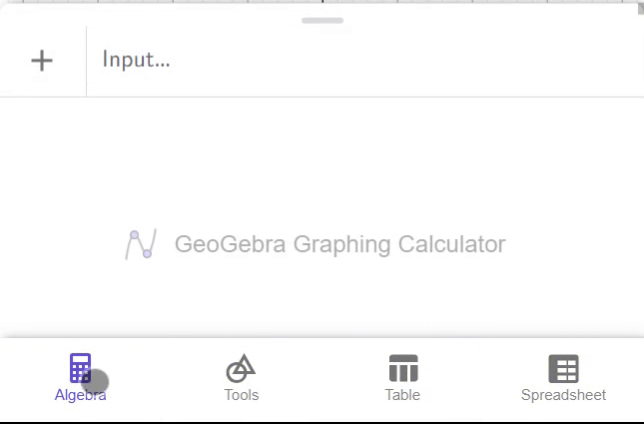 Input...
GeoGebra Graphing Calculator
Algebra
Tools
Table
Spreadsheet